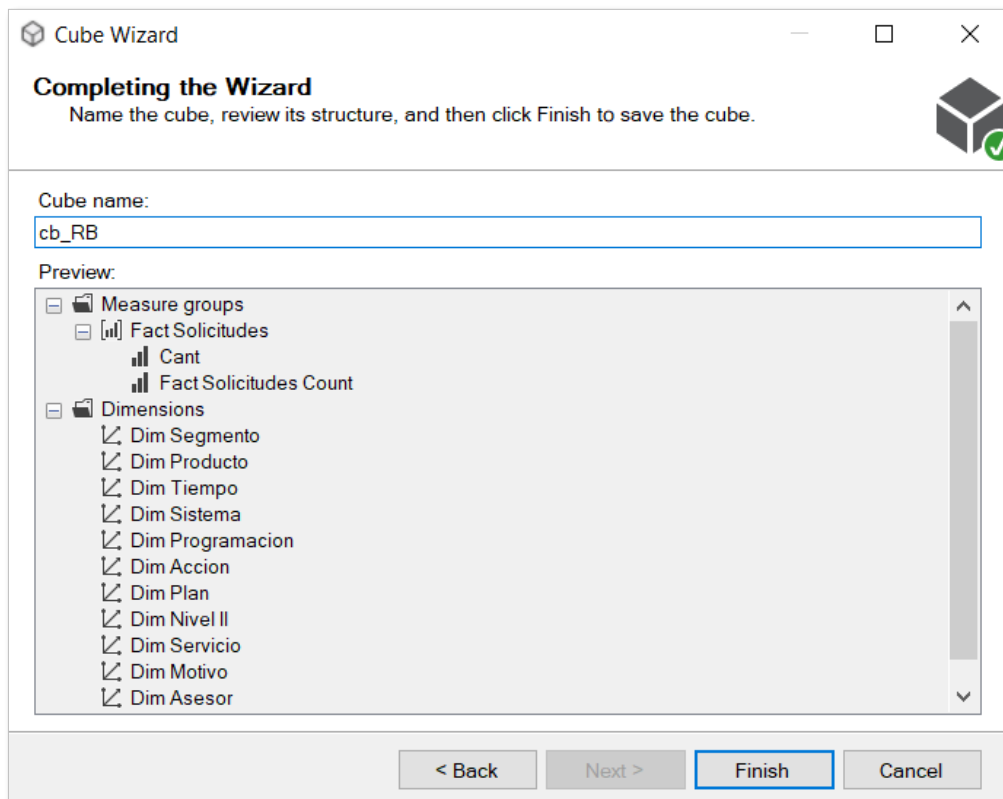 Cube Wizard
Completing the Wizard
Name the cube, review its structure, and then click Finish to save the cube.
Cube name:
cb_RB
Preview:
Measure groups
Fact Solicitudes
Cant
Fact Solicitudes Count
Dimensions
Dim Segmento
Dim Producto
Dim Tiempo
Dim Sistema
Dim Programacion
Dim Accion
Dim Plan
Dim Nivel II
Dim Servicio
Dim Motivo
Dim Asesor
< Back Next > Finish Cancel